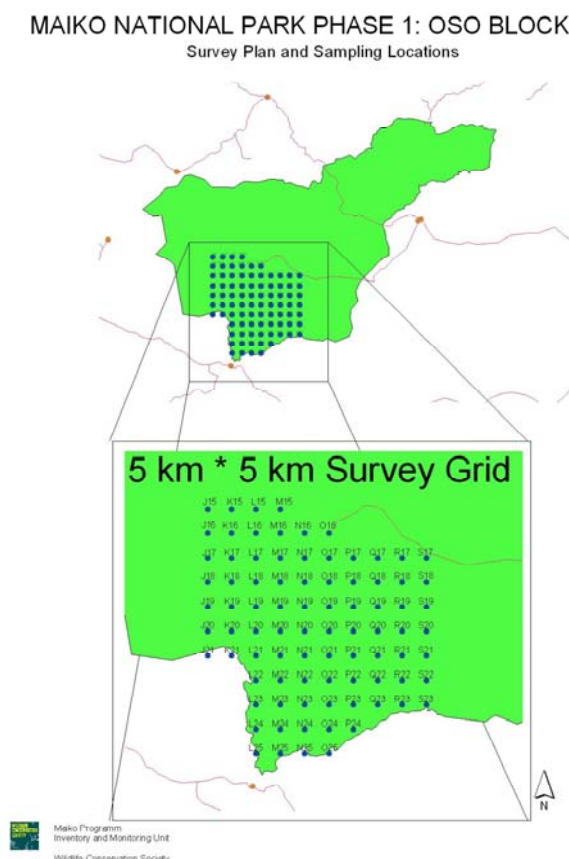 MAIKO NATIONAL PARK PHASE 1: OSO BLOCK
Survey Plan and Sampling Locations
5 km * 5 km Survey Grid
J15 K15 L15 M15
J16 K16 L16 M16 N16 O16
J17 K17 L17 M17 N17 O17 P17 Q17 R17 S17
J18 K18 L18 M18 N18 O18 P18 Q18 R18 S18
J19 K19 L19 M19 N19 O19 P19 Q19 R19 S19
J20 K20 L20 M20 N20 O20 P20 Q20 R20 S20
J21 K21 L21 M21 N21 O21 P21 Q21 R21 S21
L22 M22 N22 O22 P22 Q22 R22 S22
L23 M23 N23 O23 P23 Q23 R23 S23
L24 M24 N24 O24 P24
L25 M25 N25 O25
N
Maiko Programm
Inventory and Monitoring Unit
Wildlife Conservation Society